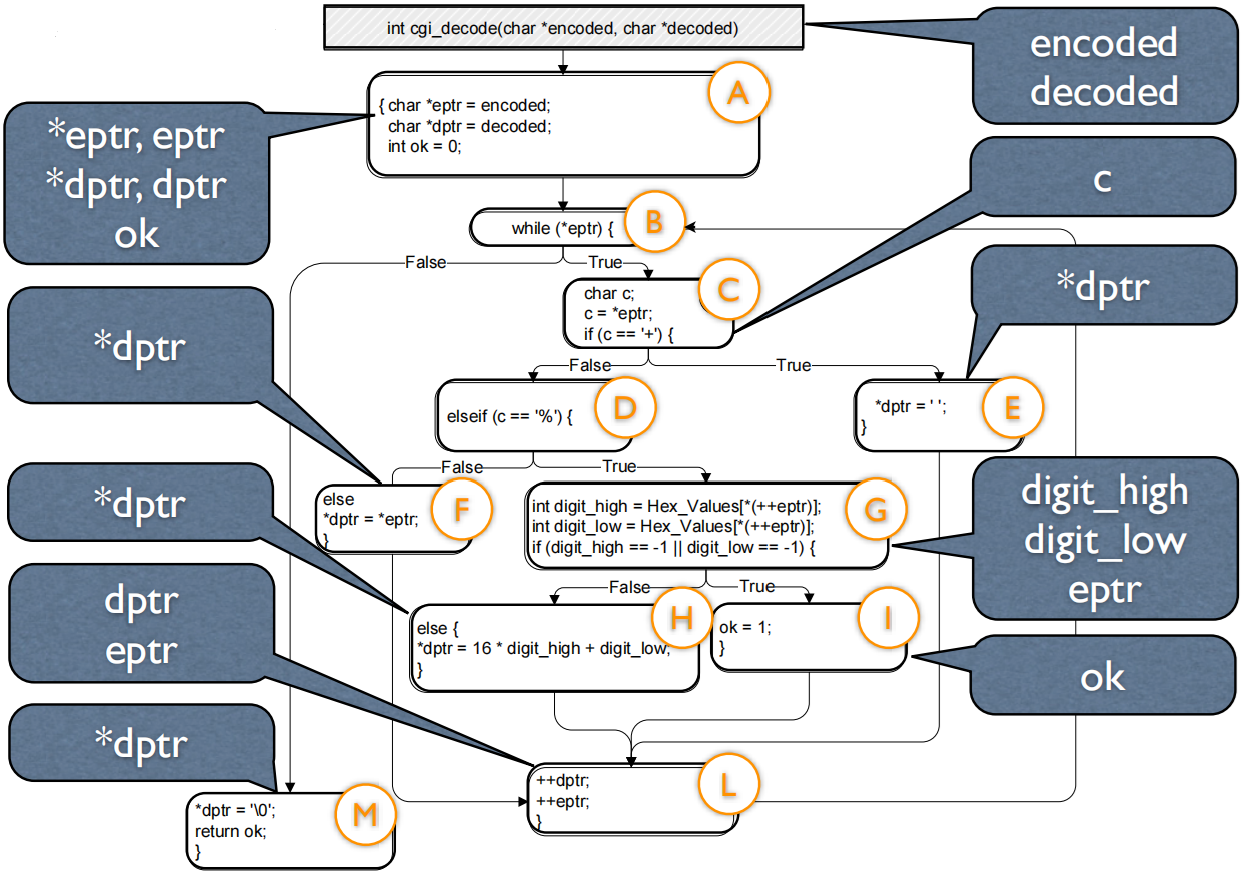 int cgi_decode(char *encoded, char *decoded)
encoded
decoded
A
{ char *eptr = encoded;
char *dptr = decoded;
int ok = 0;
*eptr, eptr
*dptr, dptr
ok
c
while (*eptr) {
B
False
True
C
char c;
c = *eptr;
if (c == '+') {
*dptr
*dptr
False
True
D
elseif (c == '%') {
E
*dptr = ' ';
}
False
True
*dptr
else
*dptr = *eptr;
}
F
int digit_high = Hex_Values[*(++eptr)];
int digit_low = Hex_Values[*(++eptr)];
if (digit_high == -1 || digit_low == -1) {
G
digit_high
digit_low
eptr
False
True
dptr
eptr
else {
*dptr = 16 * digit_high + digit_low;
}
H
ok = 1;
}
I
ok
*dptr
++dptr;
++eptr;
}
L
*dptr = '\0';
return ok;
}
M